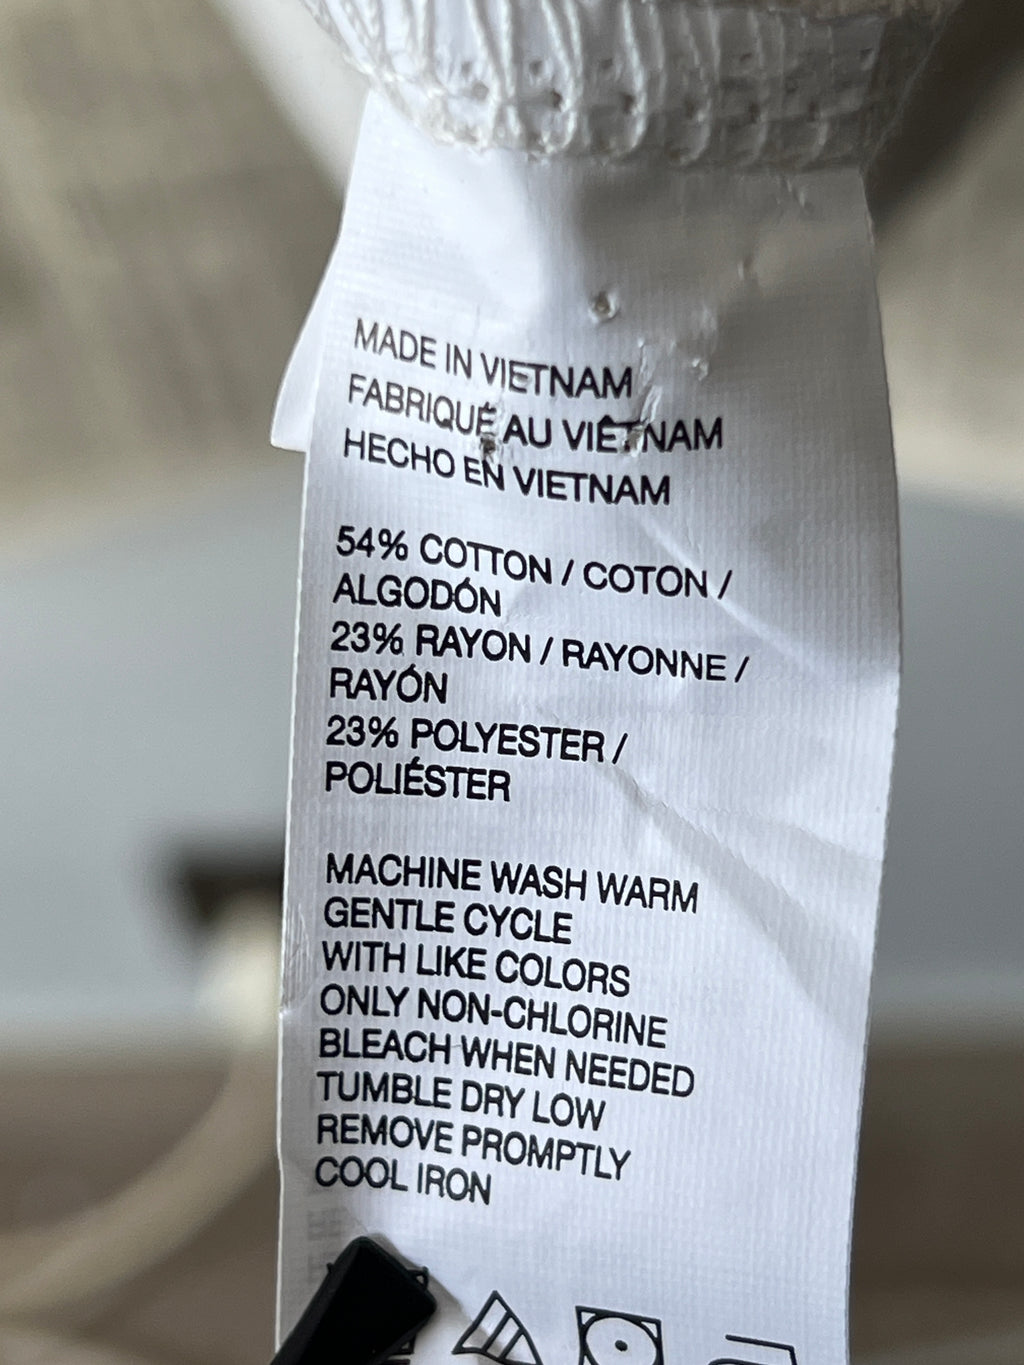 MADE IN VIETNAM
FABRIQUÉ AU VIÊTNAM
HECHO EN VIETNAM
54% COTTON / COTON /
ALGODÓN
23% RAYON / RAYONNE /
RAYÓN
23% POLYESTER /
POLIÉSTER
MACHINE WASH WARM
GENTLE CYCLE
WITH LIKE COLORS
ONLY NON-CHLORINE
BLEACH WHEN NEEDED
TUMBLE DRY LOW
REMOVE PROMPTLY
COOL IRON